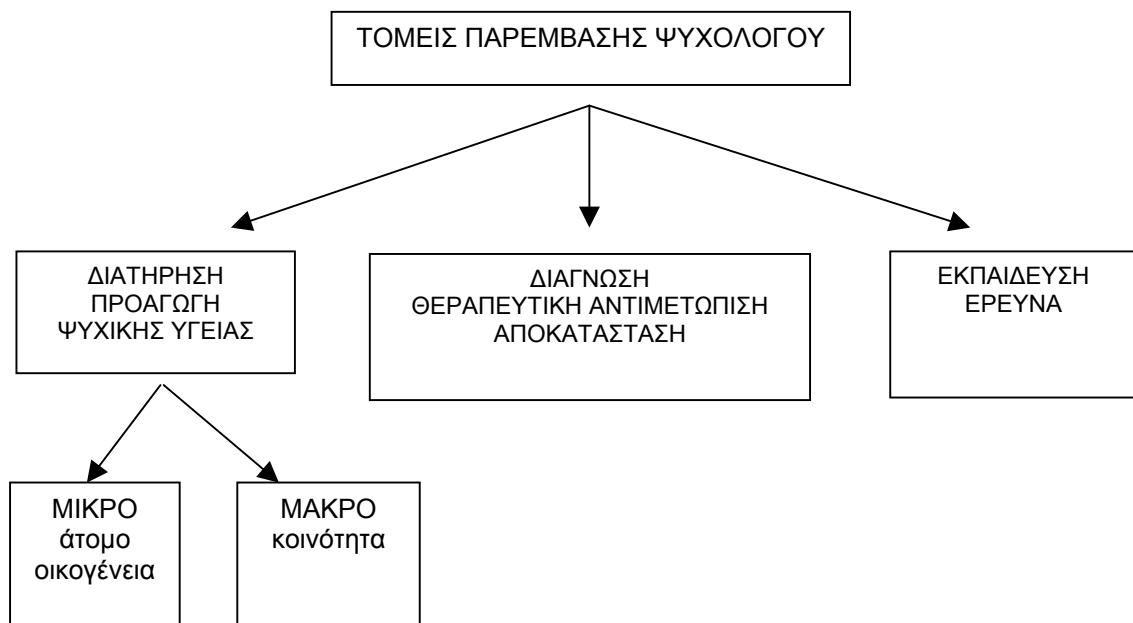 ΤΟΜΕΙΣ ΠΑΡΕΜΒΑΣΗΣ ΨΥΧΟΛΟΓΟΥ
ΔΙΑΤΗΡΗΣΗ
ΠΡΟΑΓΩΓΗ
ΨΥΧΙΚΗΣ ΥΓΕΙΑΣ
ΔΙΑΓΝΩΣΗ
ΘΕΡΑΠΕΥΤΙΚΗ ΑΝΤΙΜΕΤΩΠΙΣΗ
ΑΠΟΚΑΤΑΣΤΑΣΗ
ΕΚΠΑΙΔΕΥΣΗ
ΕΡΕΥΝΑ
ΜΙΚΡΟ
άτομο
οικογένεια
ΜΑΚΡΟ
κοινότητα